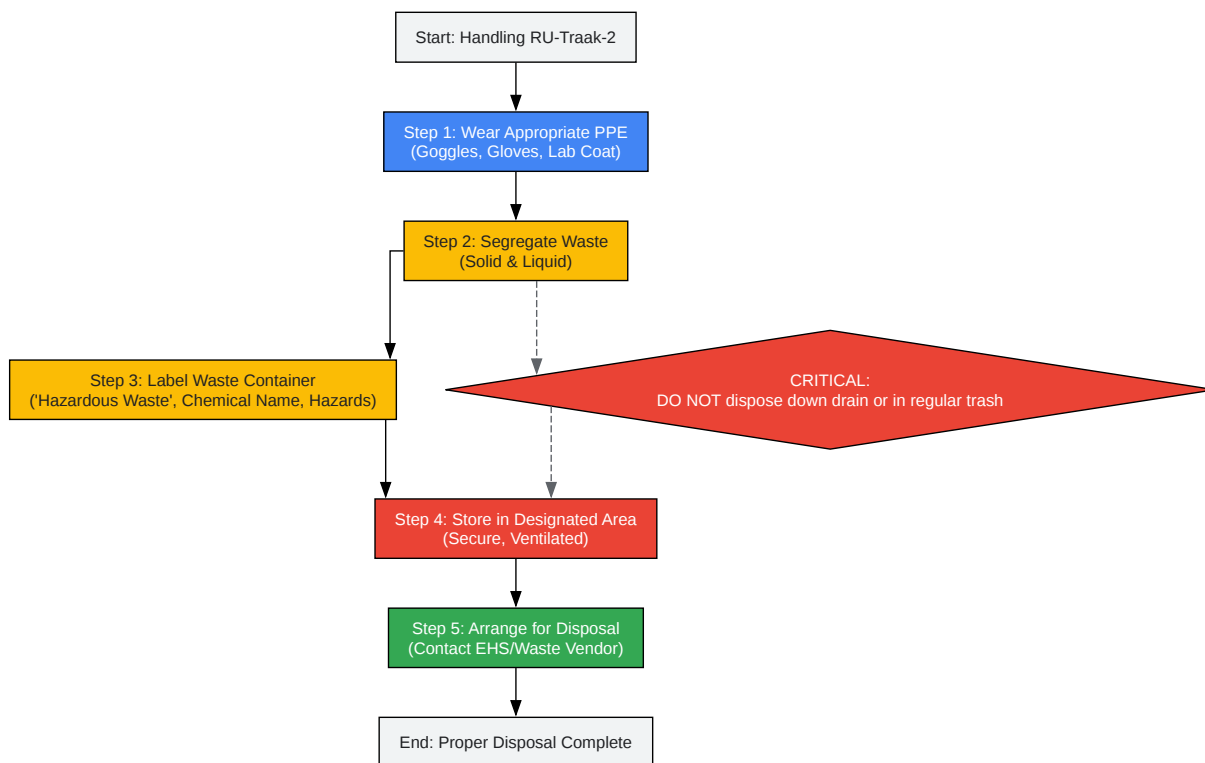 Start: Handling RU-Traak-2
Step 1: Wear Appropriate PPE
(Goggles, Gloves, Lab Coat)
Step 2: Segregate Waste
(Solid & Liquid)
Step 3: Label Waste Container
('Hazardous Waste', Chemical Name, Hazards)
CRITICAL:
DO NOT dispose down drain or in regular trash
Step 4: Store in Designated Area
(Secure, Ventilated)
Step 5: Arrange for Disposal
(Contact EHS/Waste Vendor)
End: Proper Disposal Complete